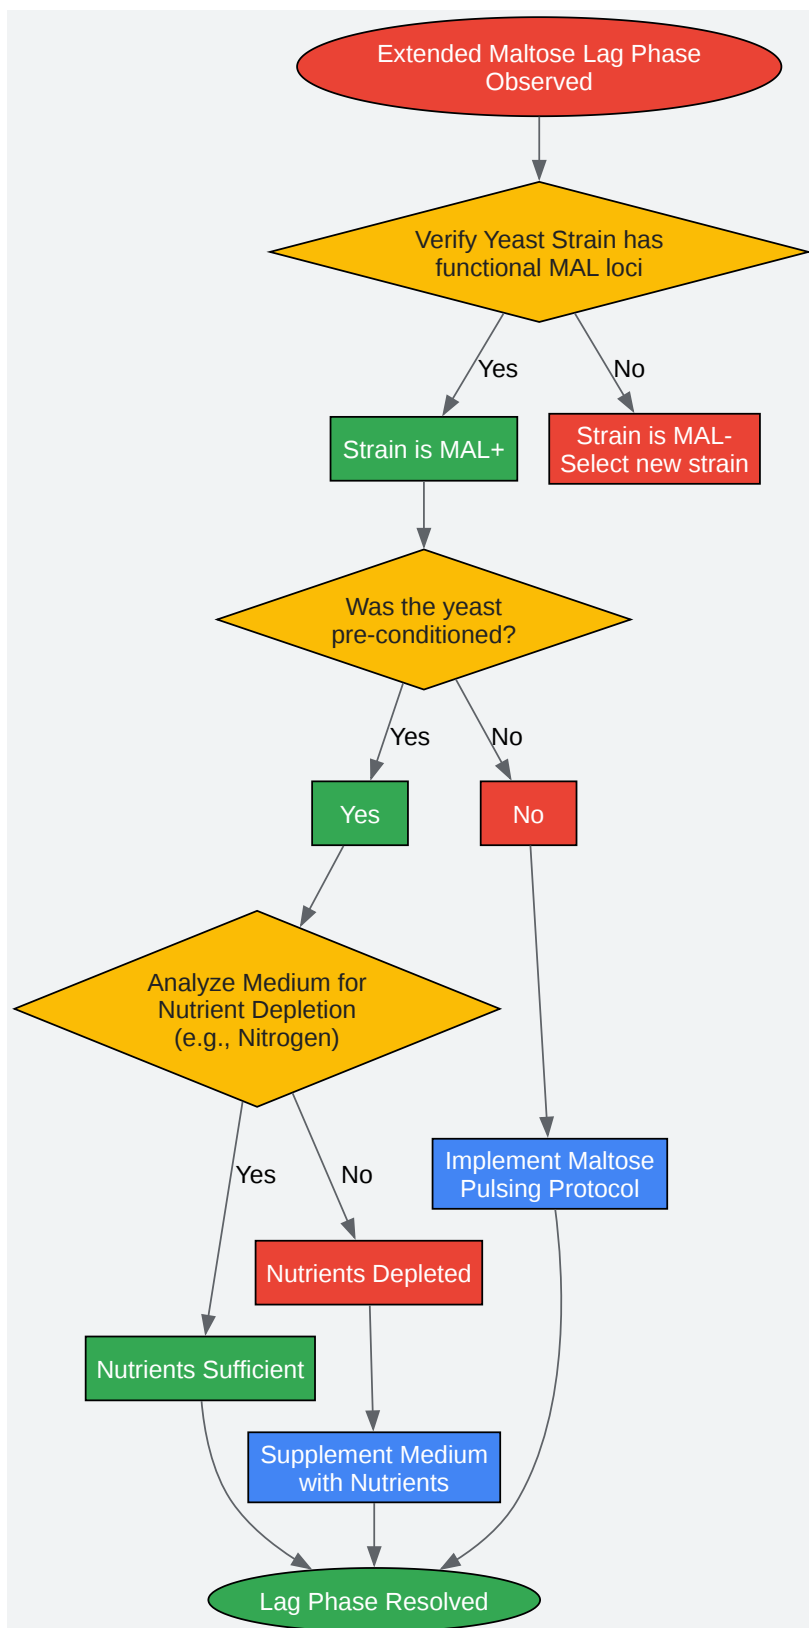 Extended Maltose Lag Phase
Observed
Verify Yeast Strain has
functional MAL loci
Yes
No
Strain is MAL+
Strain is MAL-
Select new strain
Was the yeast
pre-conditioned?
Yes
No
Yes
No
Analyze Medium for
Nutrient Depletion
(e.g., Nitrogen)
Yes
No
Implement Maltose
Pulsing Protocol
Nutrients Depleted
Nutrients Sufficient
Supplement Medium
with Nutrients
Lag Phase Resolved